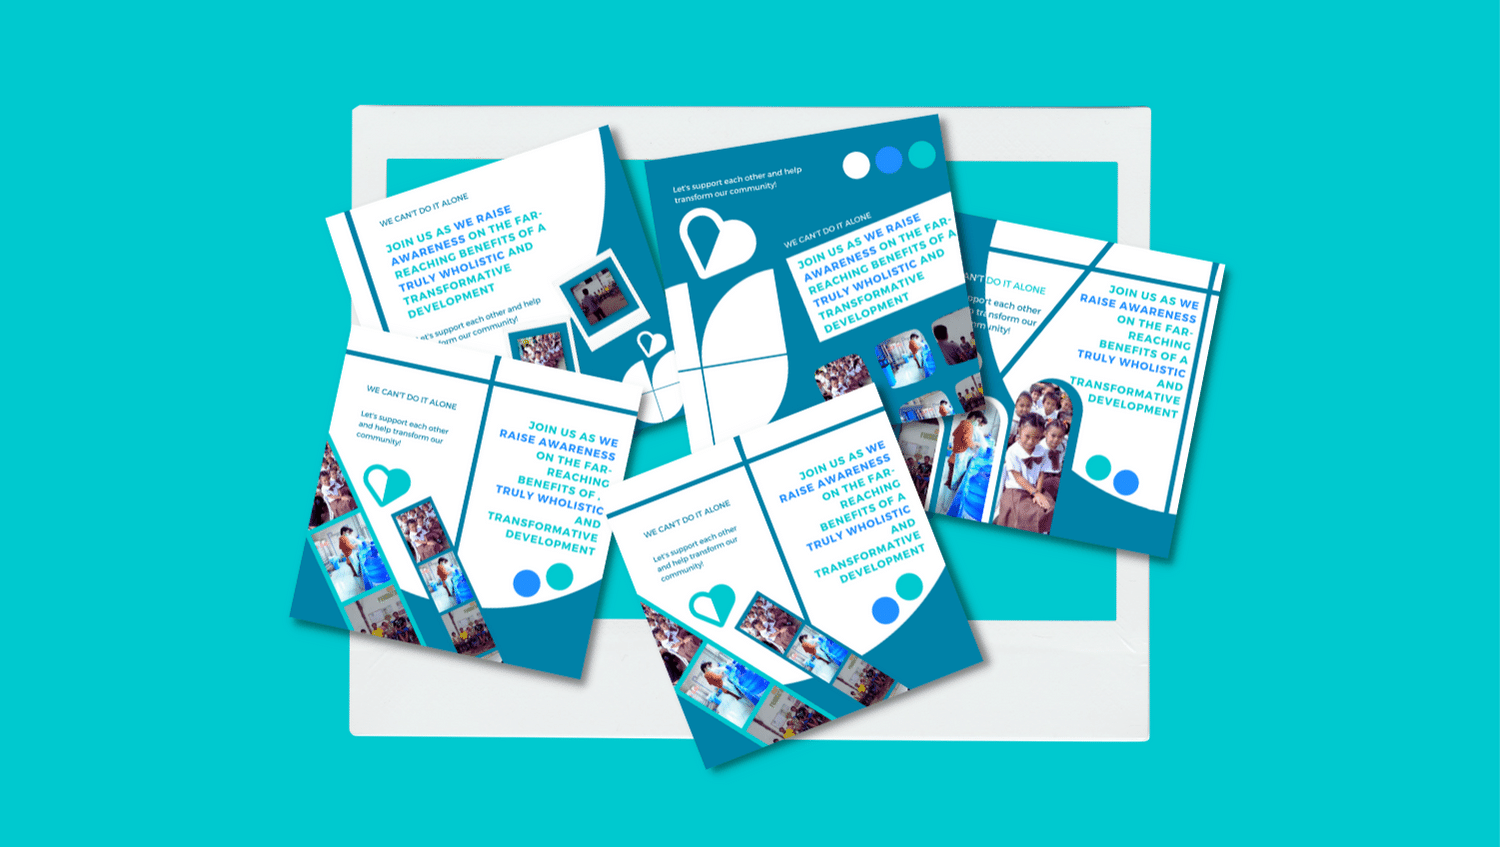 WE CAN'T DO IT ALONE
JOIN US AS WE RAISE
AWARENESS ON THE FAR-
REACHING BENEFITS OF A
TRULY WHOLISTIC AND
TRANSFORMATIVE
DEVELOPMENT
Let's support each other and help
transform our community!
Let's support each other and help
transform our community!
WE CAN'T DO IT ALONE
JOIN US AS WE RAISE
AWARENESS ON THE FAR-
REACHING BENEFITS OF A
TRULY WHOLISTIC AND
TRANSFORMATIVE
DEVELOPMENT
DO IT ALONE
each other
transform our
JOIN US AS WE
RAISE AWARENESS
ON THE FAR-
REACHING
BENEFITS OF A
TRULY WHOLISTIC
AND
TRANSFORMATIVE
DEVELOPMENT
WE CAN'T DO IT ALONE
Let's support each other
and help transform our
community!
JOIN US AS WE
RAISE AWARENESS
ON THE FAR-
REACHING
BENEFITS OF
TRULY WHOLISTIC
AND
TRANSFORMATIVE
DEVELOPMENT
WE CAN'T DO IT ALONE
Let's support each other
and help transform our
community!
JOIN US AS WE
RAISE AWARENESS
ON THE FAR-
REACHING
BENEFITS OF A
TRULY WHOLISTIC
AND
TRANSFORMATIVE
DEVELOPMENT